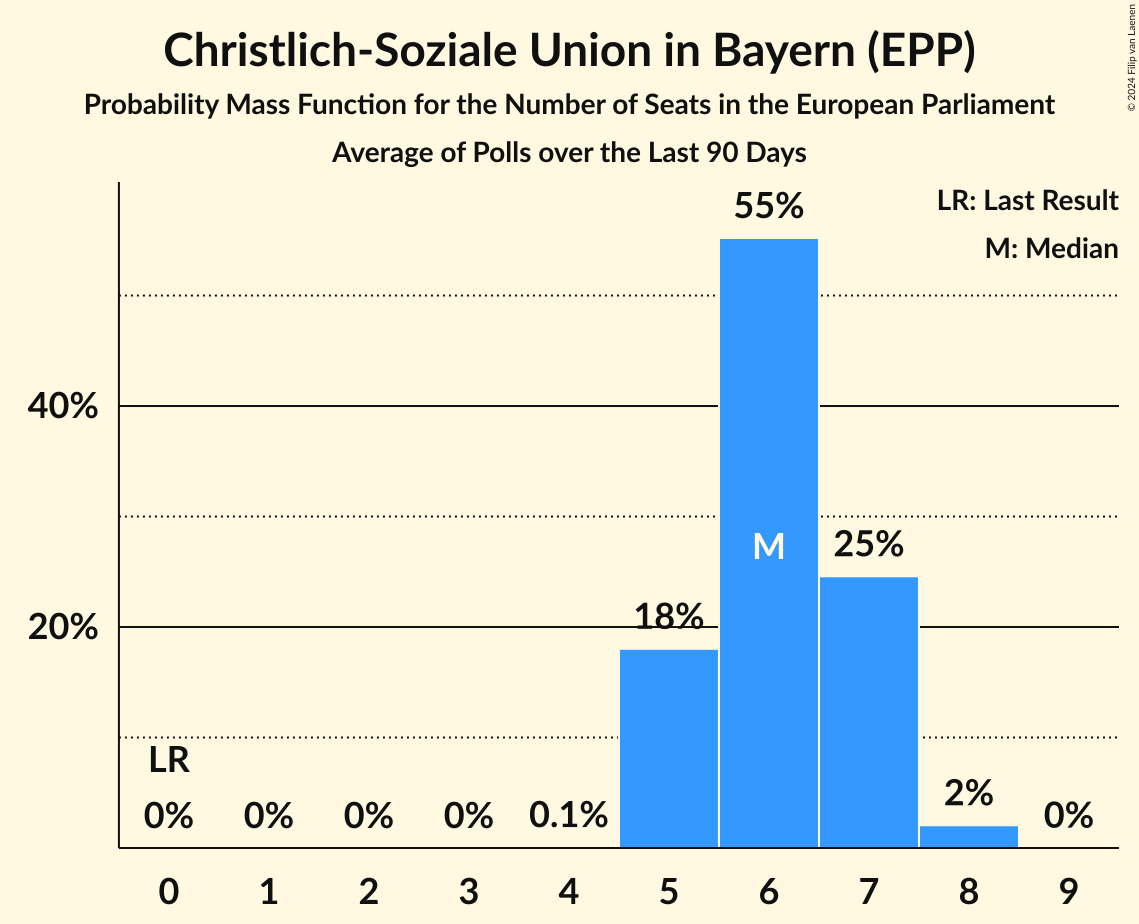 Christlich-Soziale Union in Bayern (EPP)
Probability Mass Function for the Number of Seats in the European Parliament
Average of Polls over the Last 90 Days
© 2024 Filip van Laenen
LR: Last Result
M: Median
55%
40%
M
25%
18%
20%
LR
0%
0%
0%
0%
0.1%
2%
0%
0
1
2
3
4
5
6
7
8
9